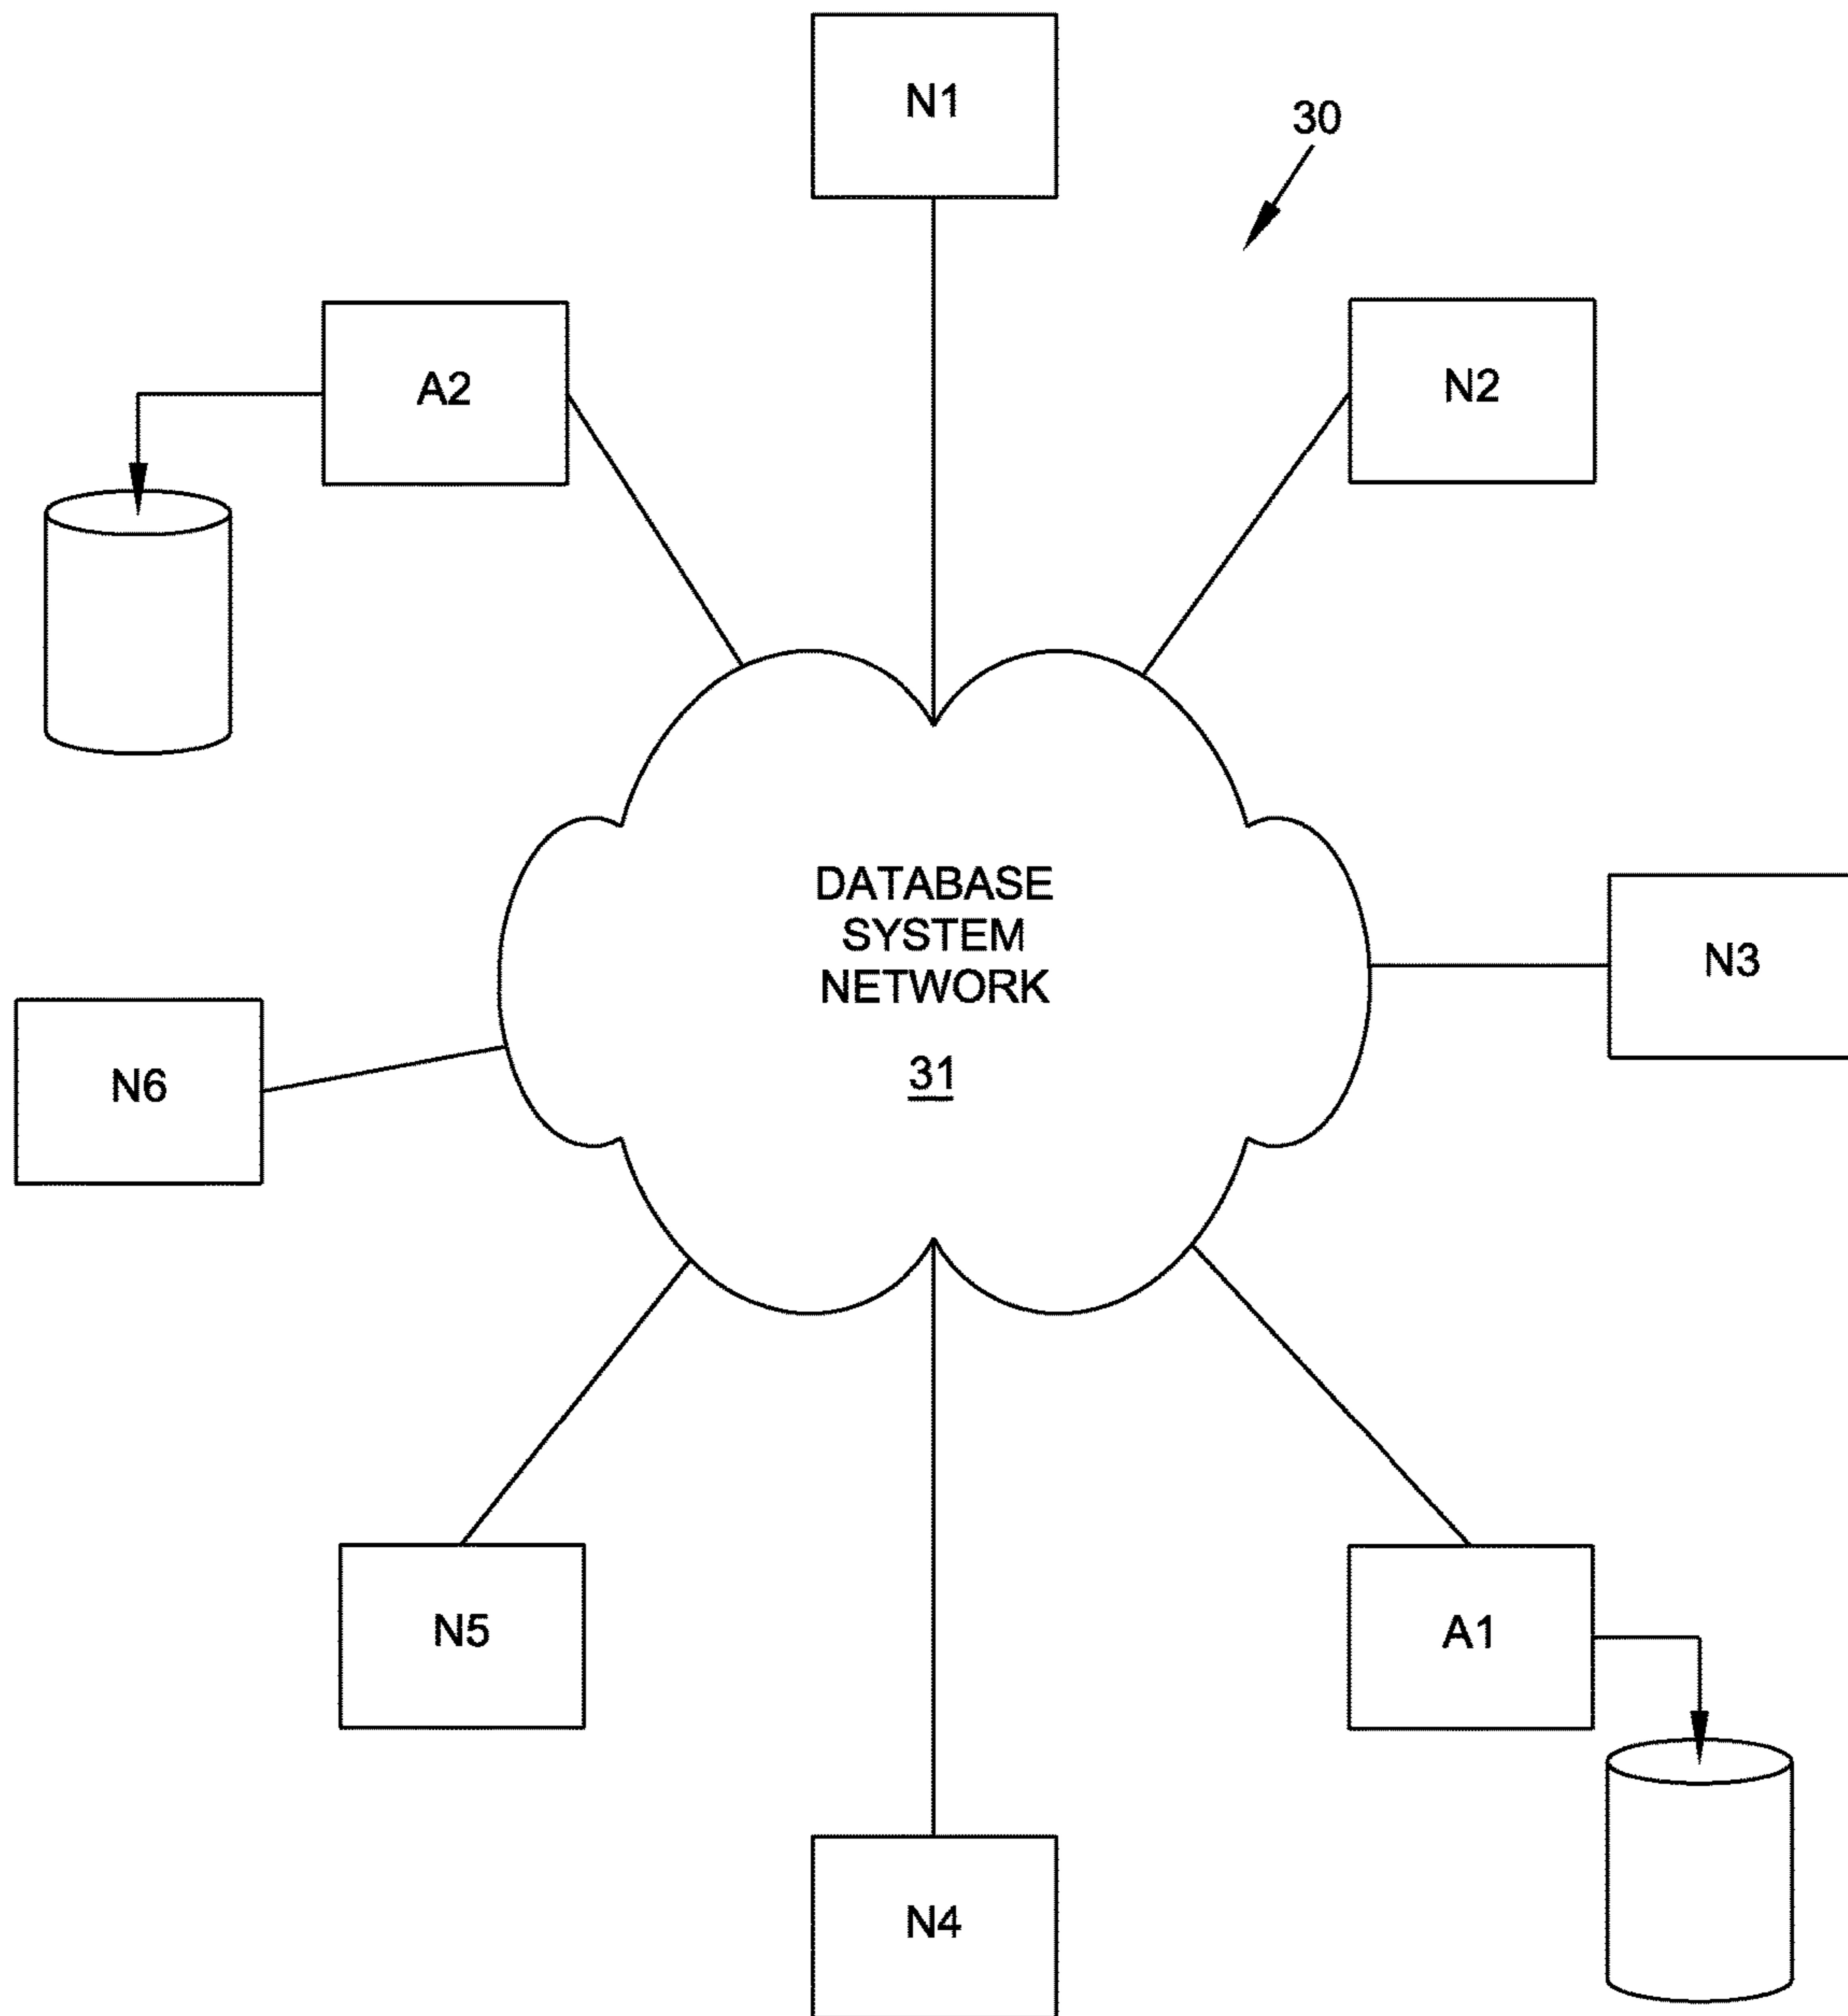 N1
30
A2
N2
DATABASE
SYSTEM
NETWORK
31
N3
N6
N5
A1
N4